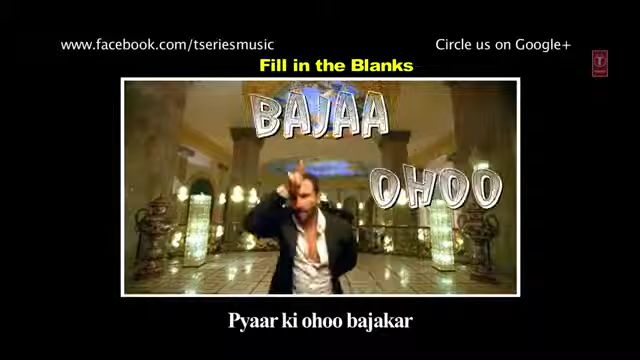 www.facebook.com/tseriesmusic
Circle us on Google+
Fill in the Blanks
BAJAA
OHOO
Pyaar ki ohoo bajakar